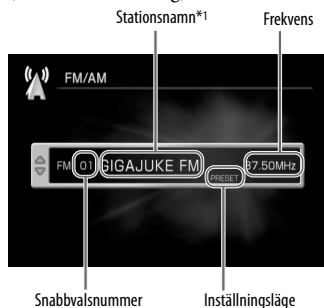 Stationsnamn*1 Frekvens
FM/AM
FM 01 GIGAJUKE FM PRESET 87.50MHz
Snabbvalsnummer Inställningsläge